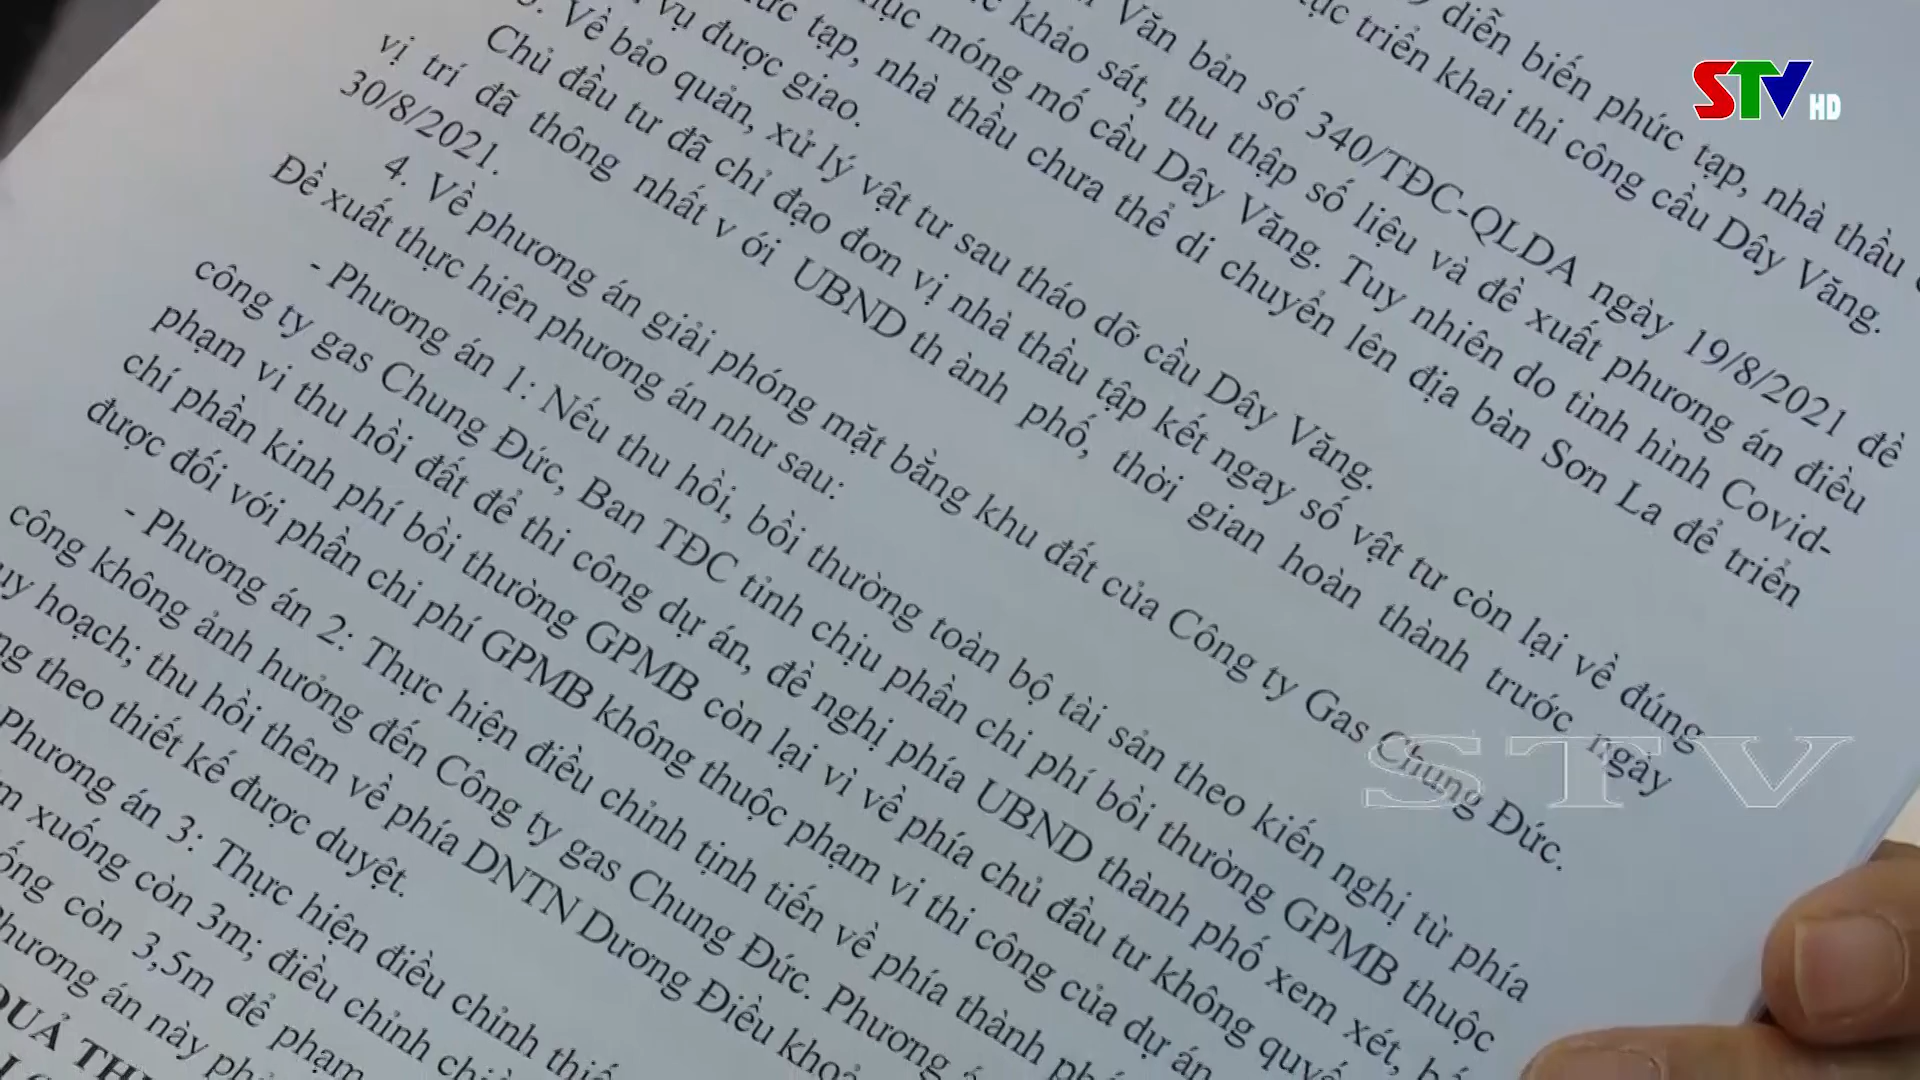 diễn biến phức tạp, nhà thầu
triển khai thi công cầu Dây Văng.
Văn bản số 340/TĐC-QLDA ngày 19/8/2021 đề
khảo sát, thu thập số liệu và đề xuất phương án điều
móng mố cầu Dây Văng. Tuy nhiên do tình hình Covid-
tạp, nhà thầu chưa thể di chuyển lên địa bàn Sơn La để triển
vụ được giao.
Về bảo quản, xử lý vật tư sau tháo dỡ cầu Dây Văng.
Chủ đầu tư đã chỉ đạo đơn vị nhà thầu tập kết ngay số vật tư còn lại về đúng
vị trí đã thông nhất v ới UBND th ành phố, thời gian hoàn thành trước ngày
30/8/2021.
4. Về phương án giải phóng mặt bằng khu đất của Công ty Gas Chung Đức.
Đề xuất thực hiện phương án như sau:
- Phương án 1: Nếu thu hồi, bồi thường toàn bộ tài sản theo kiến nghị từ phía
công ty gas Chung Đức, Ban TĐC tỉnh chịu phần chi phí bồi thường GPMB thuộc
phạm vi thu hồi đất để thi công dự án, đề nghị phía UBND thành phố xem xét,
chí phần kinh phí bồi thường GPMB còn lại vì về phía chủ đầu tư không
được đối với phần chi phí GPMB không thuộc phạm vi thi công của dự án
- Phương án 2: Thực hiện điều chỉnh tịnh tiến về phía thành
công không ảnh hưởng đến Công ty gas Chung Đức. Phương
hoạch; thu hồi thêm về phía DNTN Dương Điều
theo thiết kế được duyệt.
Phương án 3: Thực hiện điều chỉnh
xuống còn 3m; điều chỉnh
còn 3,5m để phạm
án này
STV HD
STV